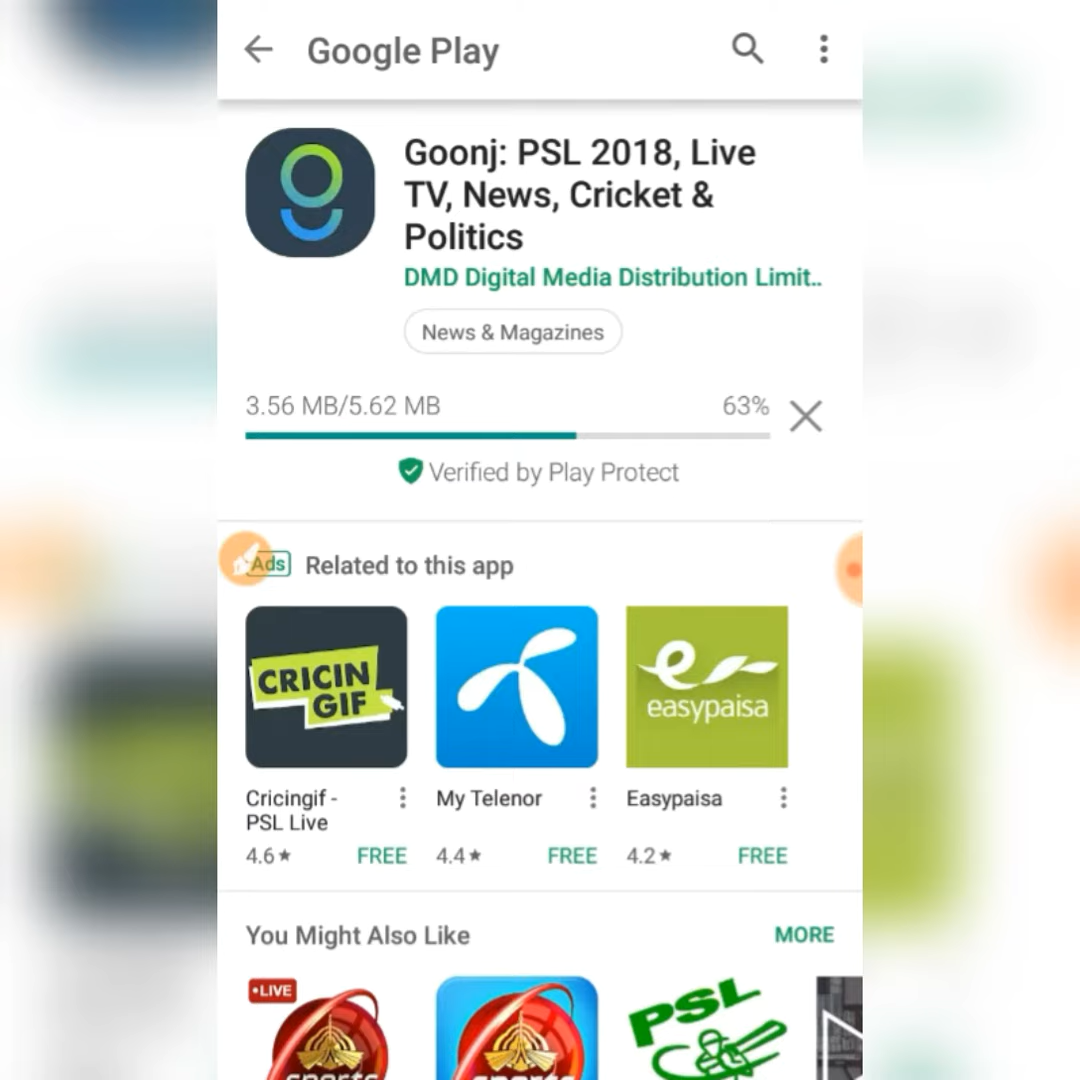 Google Play
Goonj: PSL 2018, Live
TV, News, Cricket &
Politics
DMD Digital Media Distribution Limit..
News & Magazines
3.56 MB/5.62 MB 63%
Verified by Play Protect
Ads Related to this app
CRICIN
GIF
easypaisa
Cricingif -
PSL Live
My Telenor
Easypaisa
4.6★ FREE 4.4★ FREE 4.2★ FREE
You Might Also Like MORE
•LIVE
sports
sports
PSL